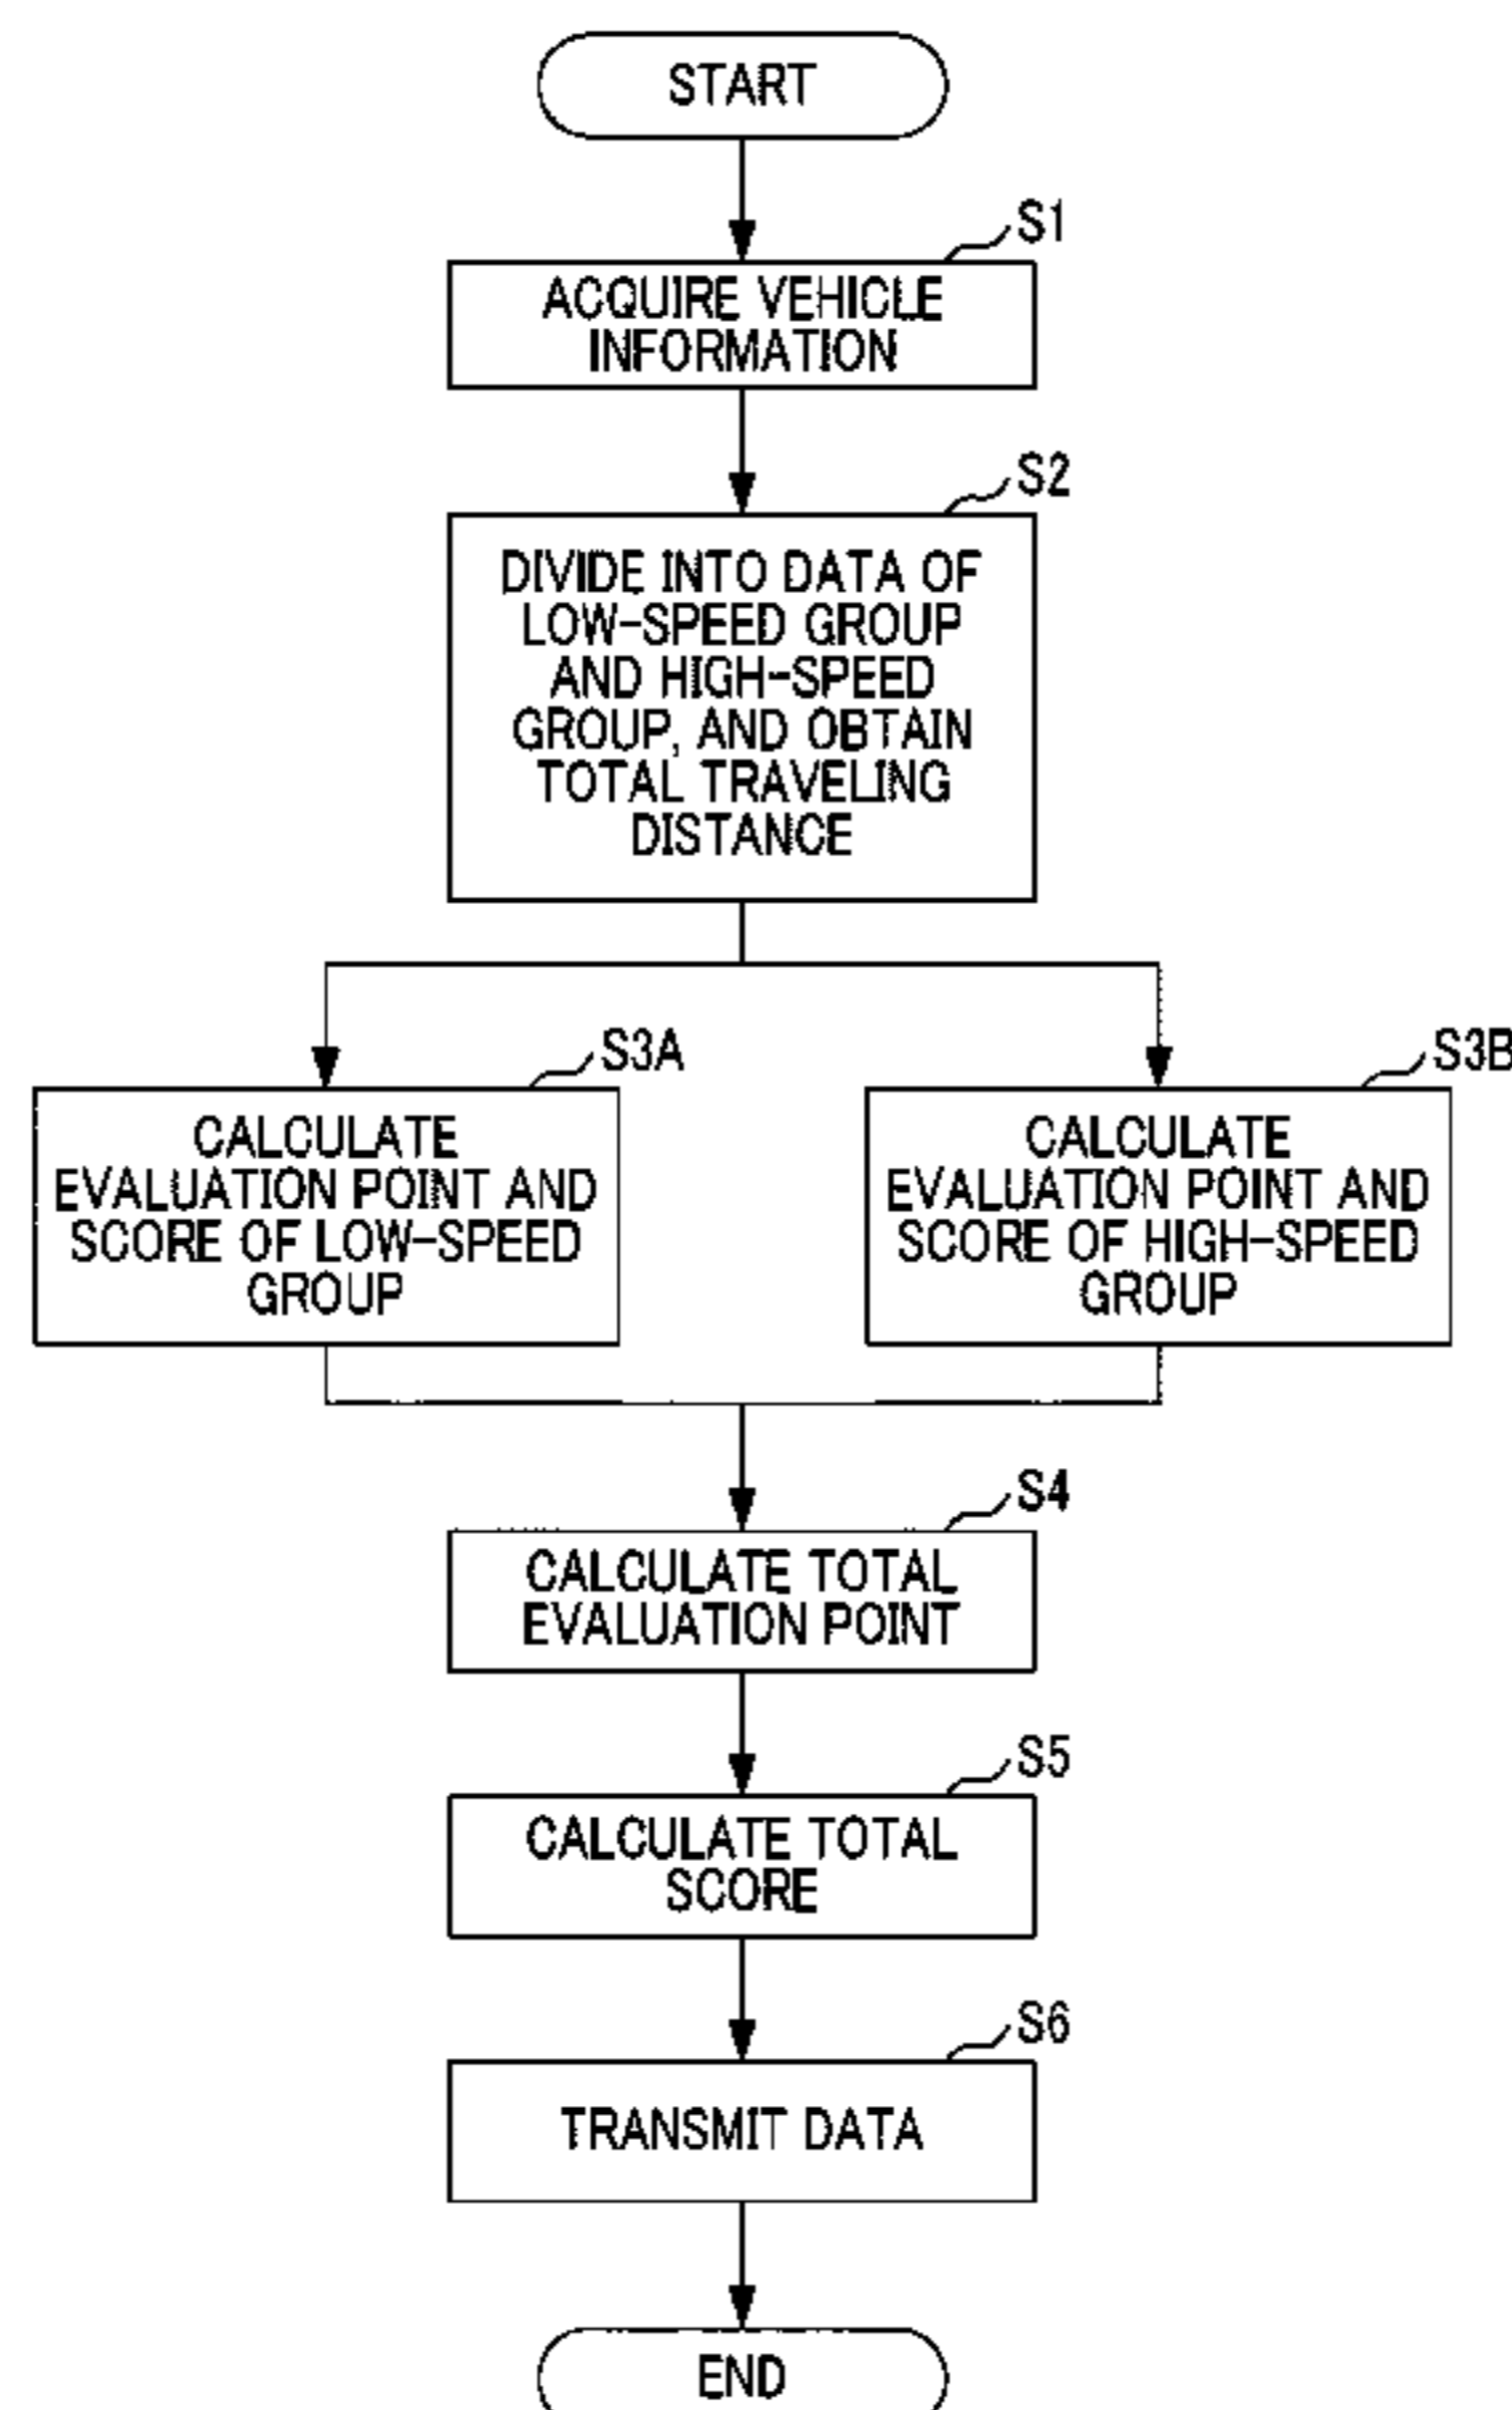 START
S1
ACQUIRE VEHICLE
INFORMATION
S2
DIVIDE INTO DATA OF
LOW-SPEED GROUP
AND HIGH-SPEED
GROUP, AND OBTAIN
TOTAL TRAVELING
DISTANCE
S3A
CALCULATE
EVALUATION POINT AND
SCORE OF LOW-SPEED
GROUP
S3B
CALCULATE
EVALUATION POINT AND
SCORE OF HIGH-SPEED
GROUP
S4
CALCULATE TOTAL
EVALUATION POINT
S5
CALCULATE TOTAL
SCORE
S6
TRANSMIT DATA
END